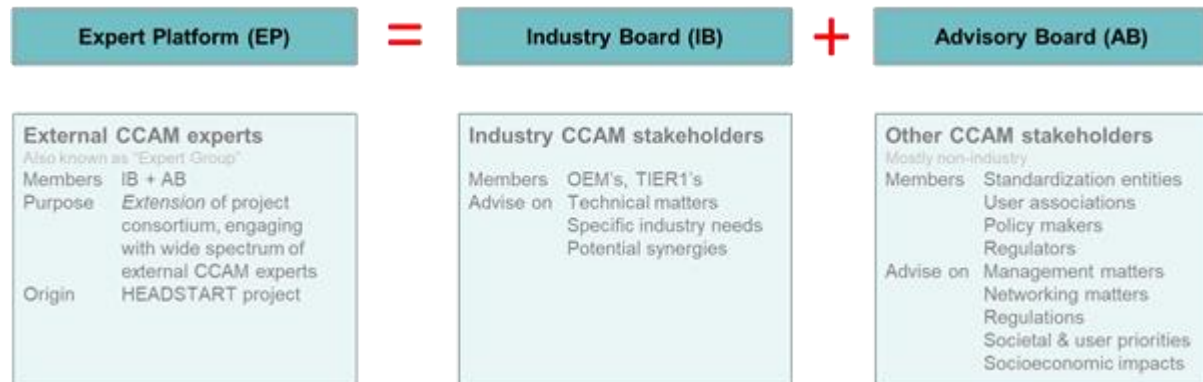 Expert Platform (EP)
=
Industry Board (IB)
+
Advisory Board (AB)
External CCAM experts
Also known as "Expert Group"
Members IB + AB
Purpose Extension of project
consortium, engaging
with wide spectrum of
external CCAM experts
Origin HEADSTART project
Industry CCAM stakeholders
Members OEM's, TIER1's
Advise on Technical matters
Specific industry needs
Potential synergies
Other CCAM stakeholders
Mostly non-industry
Members Standardization entities
User associations
Policy makers
Regulators
Advise on Management matters
Networking matters
Regulations
Societal & user priorities
Socioeconomic impacts